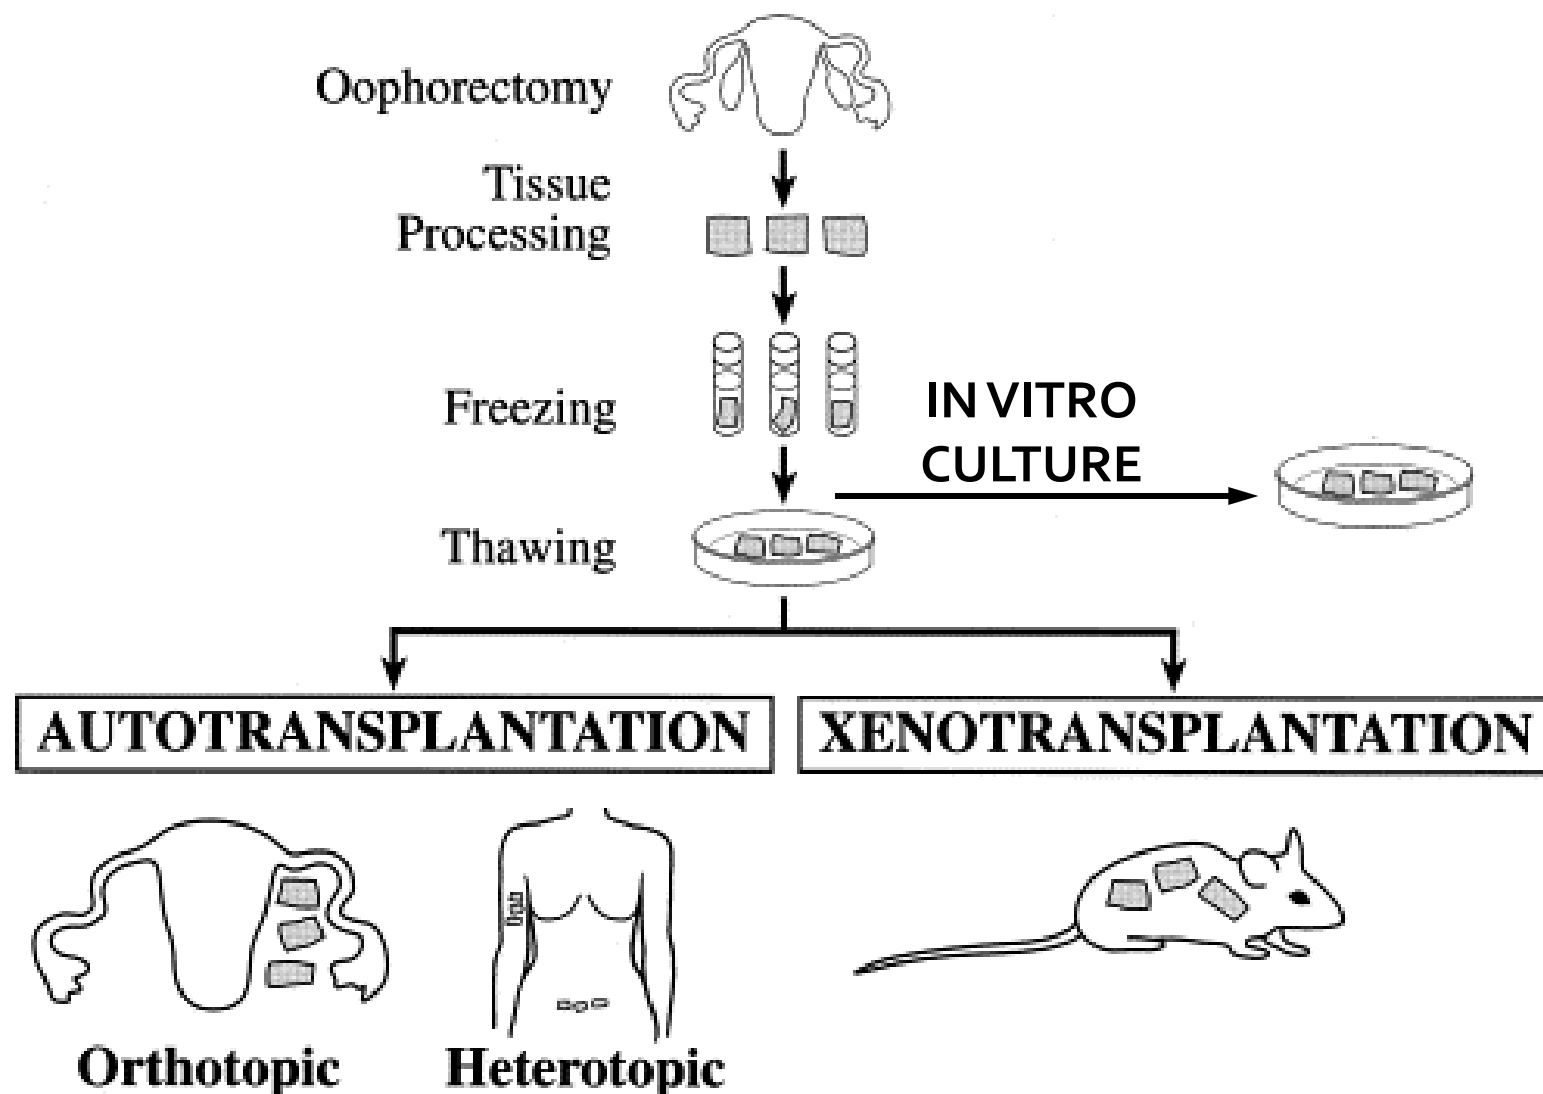 Oophorectomy
Tissue
Processing
Freezing
IN VITRO
CULTURE
Thawing
AUTOTRANSPLANTATION
XENOTRANSPLANTATION
Orthotopic
Heterotopic